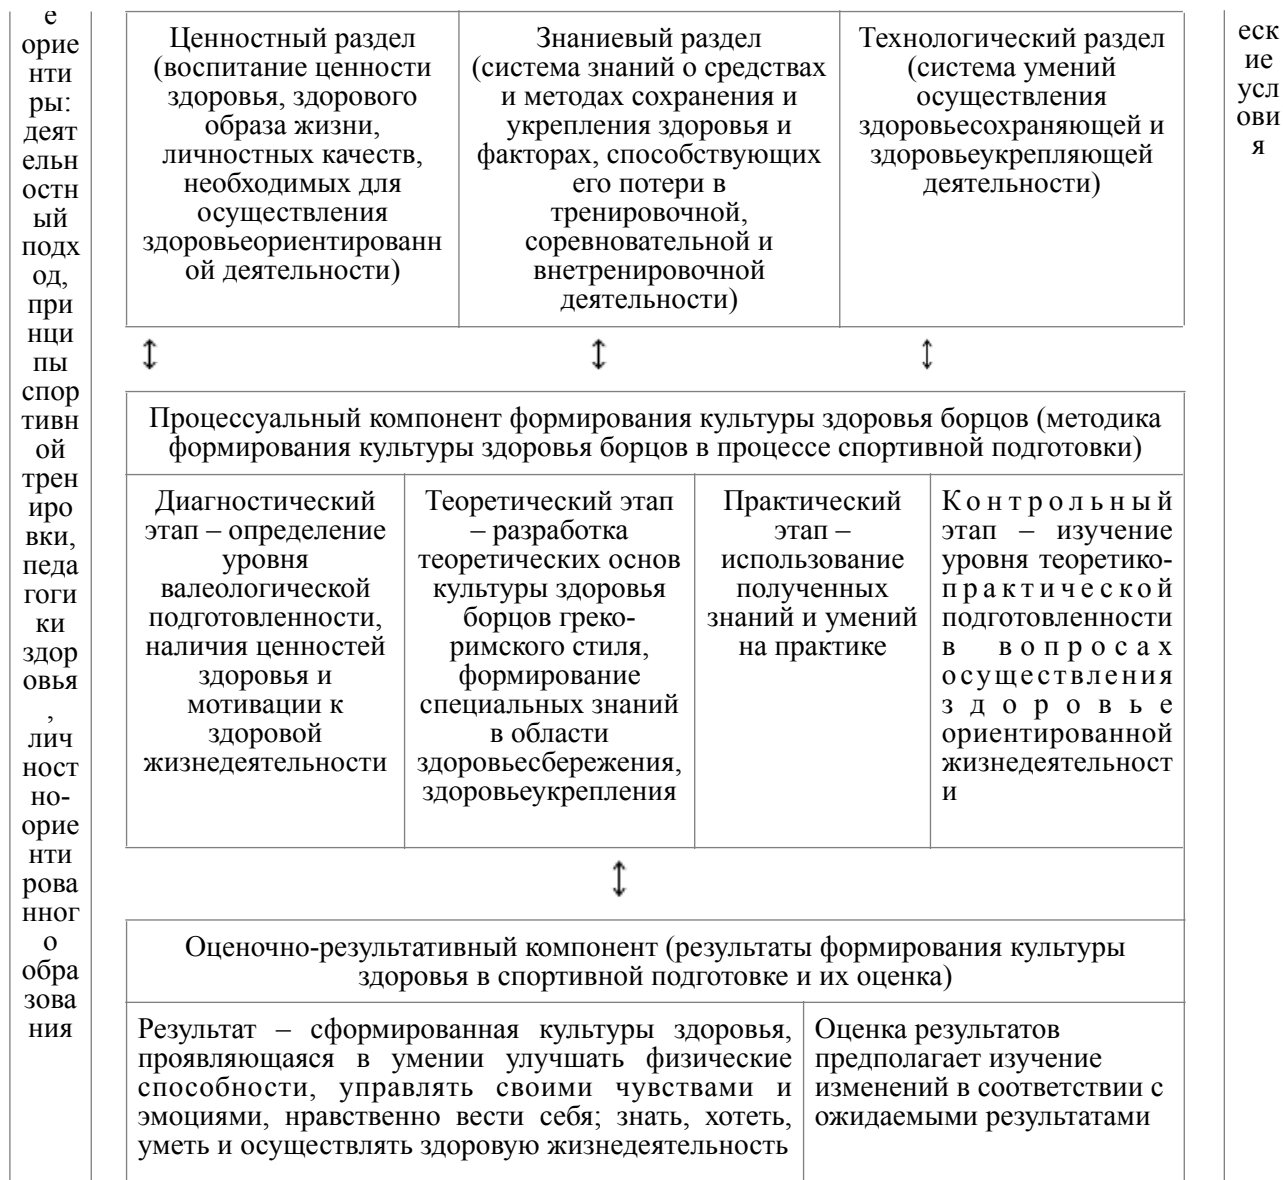 е
орие
нти
ры:
деят
ельн
остн
ый
подх
од,
при
нци
пы
спор
тивн
ой
трен
иро
вки,
педа
гоги
ки
здор
овья
,
лич
ност
но-
орие
нти
рова
нног
о
обра
зова
ния
Ценностный раздел
(воспитание ценности
здоровья, здорового
образа жизни,
личностных качеств,
необходимых для
осуществления
здоровьеориентированн
ой деятельности)
Знаниевый раздел
(система знаний о средствах
и методах сохранения и
укрепления здоровья и
факторах, способствующих
его потери в
тренировочной,
соревновательной и
внетренировочной
деятельности)
Технологический раздел
(система умений
осуществления
здоровьесохраняющей и
здоровьеукрепляющей
деятельности)
Процессуальный компонент формирования культуры здоровья борцов (методика
формирования культуры здоровья борцов в процессе спортивной подготовки)
Диагностический
этап – определение
уровня
валеологической
подготовленности,
наличия ценностей
здоровья и
мотивации к
здоровой
жизнедеятельности
Теоретический этап
– разработка
теоретических основ
культуры здоровья
борцов греко-
римского стиля,
формирование
специальных знаний
в области
здоровьесбережения,
здоровьеукрепления
Практический
этап –
использование
полученных
знаний и умений
на практике
Контрольный
этап – изучение
уровня теоретико-
практической
подготовленности
в вопросах
осуществления
здоровье
ориентированной
жизнедеятельност
и
Оценочно-результативный компонент (результаты формирования культуры
здоровья в спортивной подготовке и их оценка)
Результат – сформированная культуры здоровья,
проявляющаяся в умении улучшать физические
способности, управлять своими чувствами и
эмоциями, нравственно вести себя; знать, хотеть,
уметь и осуществлять здоровую жизнедеятельность
Оценка результатов
предполагает изучение
изменений в соответствии с
ожидаемыми результатами
еск
ие
усл
ови
я